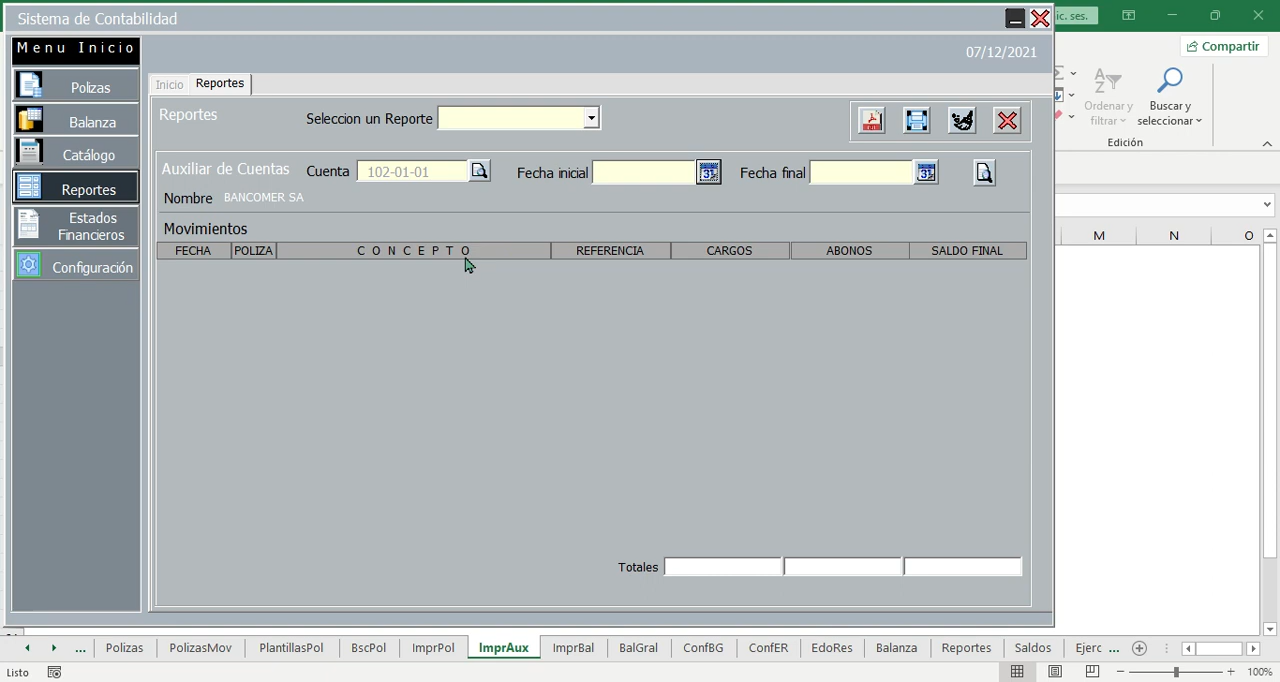 Sistema de Contabilidad
ic. ses.
Menu Inicio
07/12/2021
Compartir
Polizas
Balanza
Catálogo
Reportes
Estados
Financieros
Configuración
Inicio Reportes
Reportes
Seleccion un Reporte
Auxiliar de Cuentas
Cuenta 102-01-01
Fecha inicial 31
Fecha final 31
Nombre BANCOMER SA
Movimientos
FECHA POLIZA CONCEPTO REFERENCIA CARGOS ABONOS SALDO FINAL
Totales
Ordenar y
filtrar
Buscar y
seleccionar
Edición
M N O
... Polizas PolizasMov PlantillasPol BscPol ImprPol ImprAux ImprBal BalGral ConfBG ConfER EdoRes Balanza Reportes Saldos Ejerc ...
Listo
100%